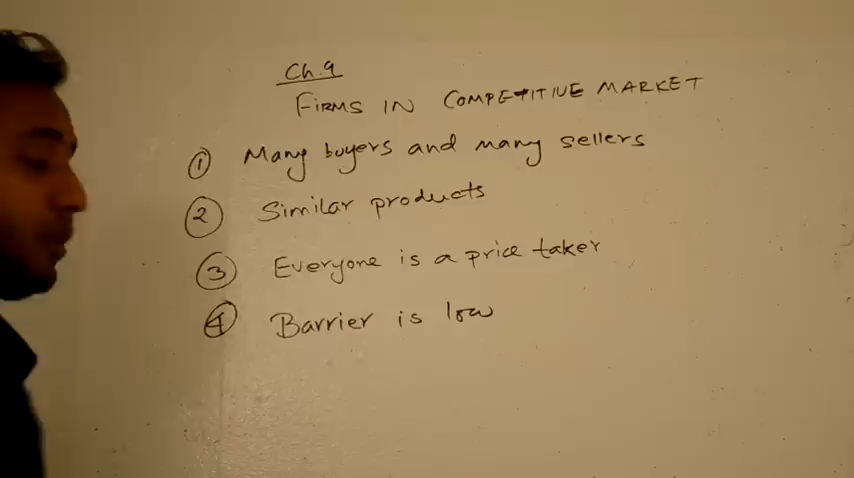 Ch.9
FIRMS IN COMPETITIVE MARKET
① Many buyers and many sellers
② Similar products
③ Everyone is a price taker
④ Barrier is low